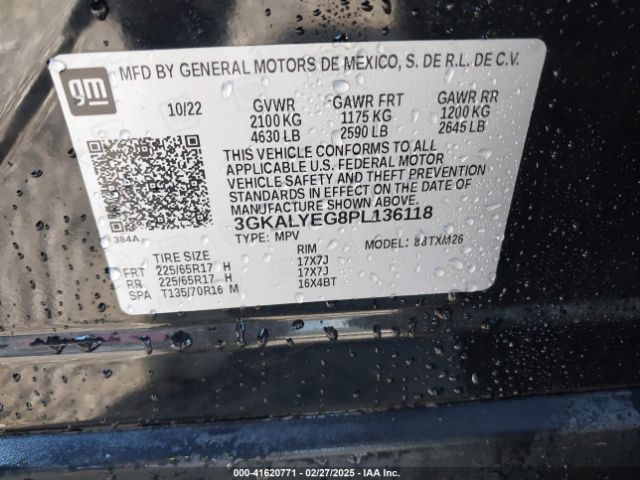 gm
MFD BY GENERAL MOTORS DE MEXICO, S. DE R.L. DE C.V.
10/22 GVWR GAWR FRT GAWR RR
2100 KG 1175 KG 1200 KG
4630 LB 2590 LB 2645 LB
THIS VEHICLE CONFORMS TO ALL
APPLICABLE U.S. FEDERAL MOTOR
VEHICLE SAFETY AND THEFT PREVENTION
STANDARDS IN EFFECT ON THE DATE OF
MANUFACTURE SHOWN ABOVE.
3GKALYEG8PL136118
384A TYPE: MPV MODEL: 88TXM26
TIRE SIZE RIM
FRT 225/65R17 H 17X7J
RR 225/65R17 H 17X7J
SPA T135/70R16 M 16X4BT
000-41620771 - 02/27/2025 - IAA Inc.